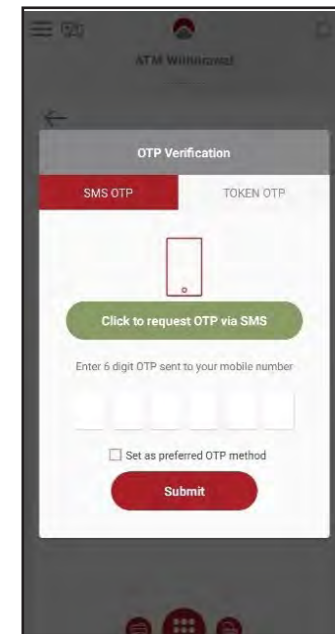 ATM Withdrawal
OTP Verification
SMS OTP
TOKEN OTP
Click to request OTP via SMS
Enter 6 digit OTP sent to your mobile number
Set as preferred OTP method
Submit